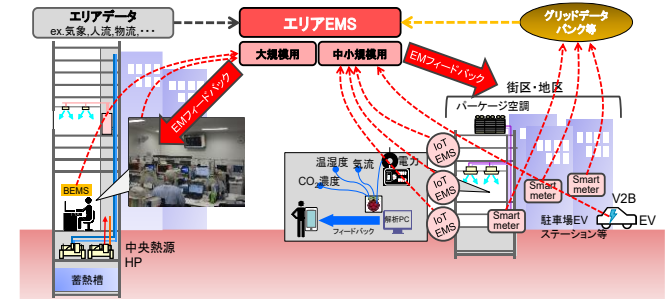 エリアデータ
ex.気象,人流,物流,・・・
エリアEMS
グリッドデータ
バンク等
大規模用
中小規模用
EMフィードバック
EMフィードバック
街区・地区
パーケージ空調
BEMS
温湿度
気流
電力
CO₂濃度
解析PC
フィードバック
IoT
EMS
IoT
EMS
IoT
EMS
Smart
meter
Smart
meter
Smart
meter
V2B
EV
駐車場EV
ステーション等
中央熱源
HP
蓄熱槽